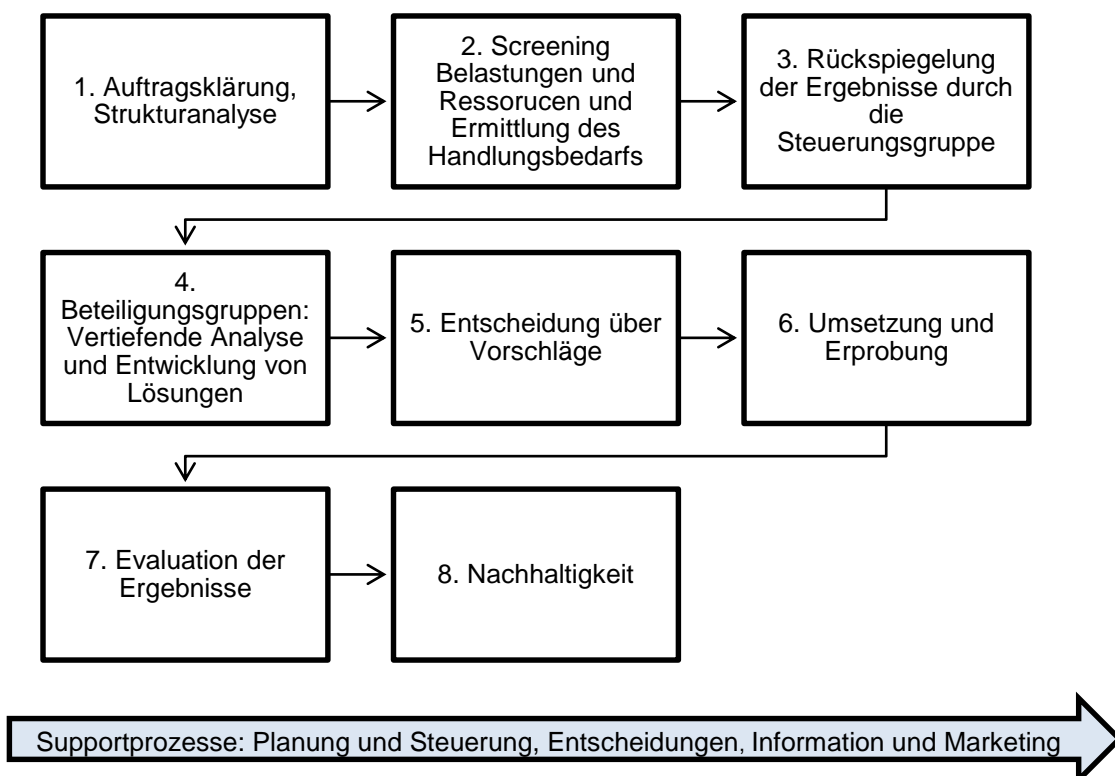 1. Auftragsklärung,
Strukturanalyse
2. Screening
Belastungen und
Ressorucen und
Ermittlung des
Handlungsbedarfs
3. Rückspiegelung
der Ergebnisse durch
die
Steuerungsgruppe
4.
Beteiligungsgruppen:
Vertiefende Analyse
und Entwicklung von
Lösungen
5. Entscheidung über
Vorschläge
6. Umsetzung und
Erprobung
7. Evaluation der
Ergebnisse
8. Nachhaltigkeit
Supportprozesse: Planung und Steuerung, Entscheidungen, Information und Marketing